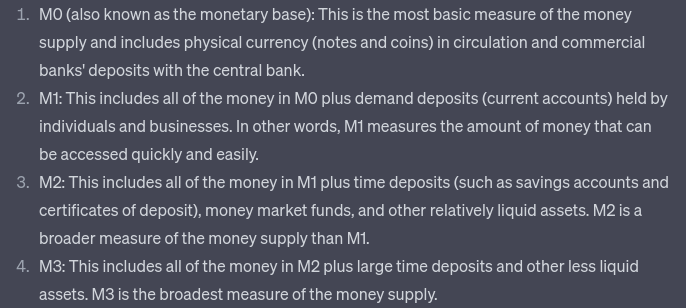 1. M0 (also known as the monetary base): This is the most basic measure of the money
supply and includes physical currency (notes and coins) in circulation and commercial
banks' deposits with the central bank.
2. M1: This includes all of the money in M0 plus demand deposits (current accounts) held by
individuals and businesses. In other words, M1 measures the amount of money that can
be accessed quickly and easily.
3. M2: This includes all of the money in M1 plus time deposits (such as savings accounts and
certificates of deposit), money market funds, and other relatively liquid assets. M2 is a
broader measure of the money supply than M1.
4. M3: This includes all of the money in M2 plus large time deposits and other less liquid
assets. M3 is the broadest measure of the money supply.